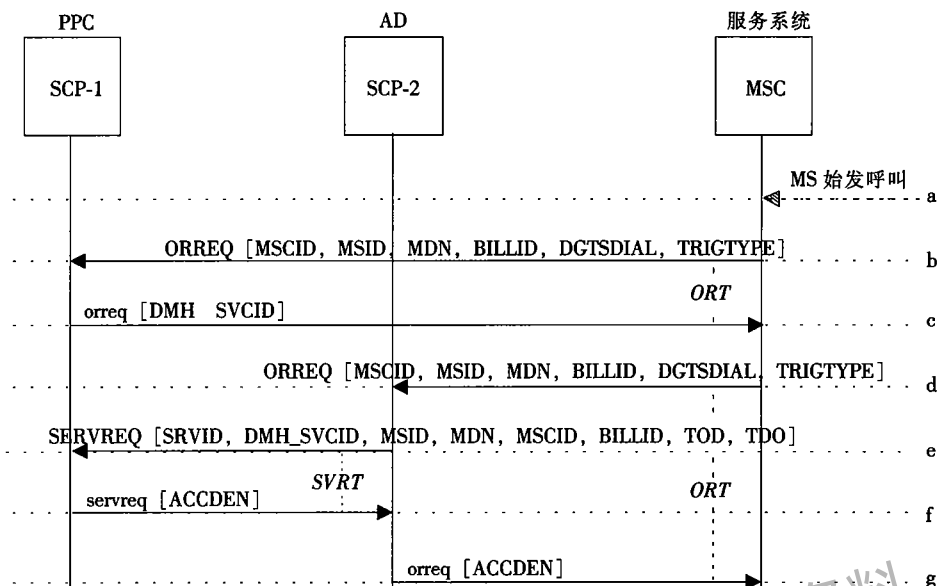 PPC AD 服务系统
SCP-1 SCP-2 MSC
MS 始发呼叫 a
ORREQ [MSCID, MSID, MDN, BILLID, DGTSDIAL, TRIGTYPE] b
ORT
orreq [DMH SVCID] c
ORREQ [MSCID, MSID, MDN, BILLID, DGTSDIAL, TRIGTYPE] d
SERVREQ [SRVID, DMH_SVCID, MSID, MDN, MSCID, BILLID, TOD, TDO] e
SVRT ORT
servreq [ACCDEN] f
orreq [ACCDEN] g
资料